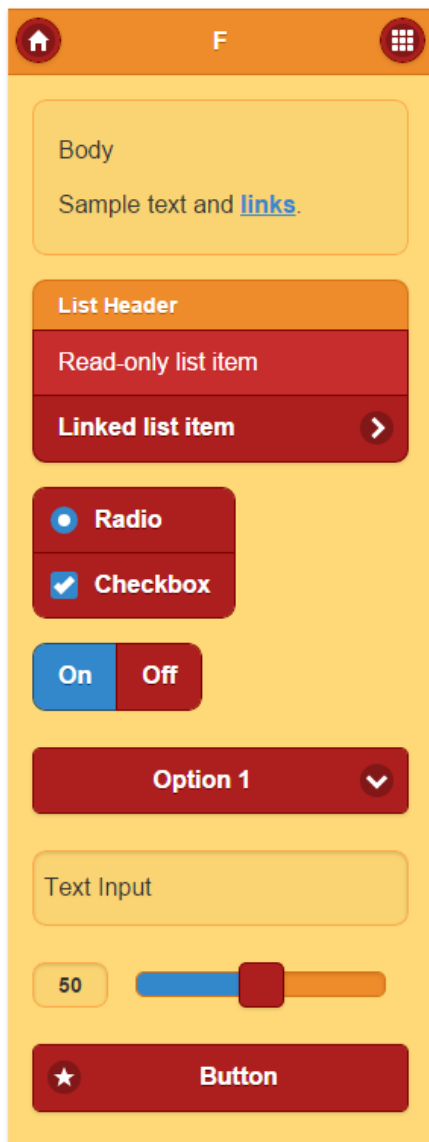 F
Body
Sample text and links.
List Header
Read-only list item
Linked list item
Radio
Checkbox
On Off
Option 1
Text Input
50
Button